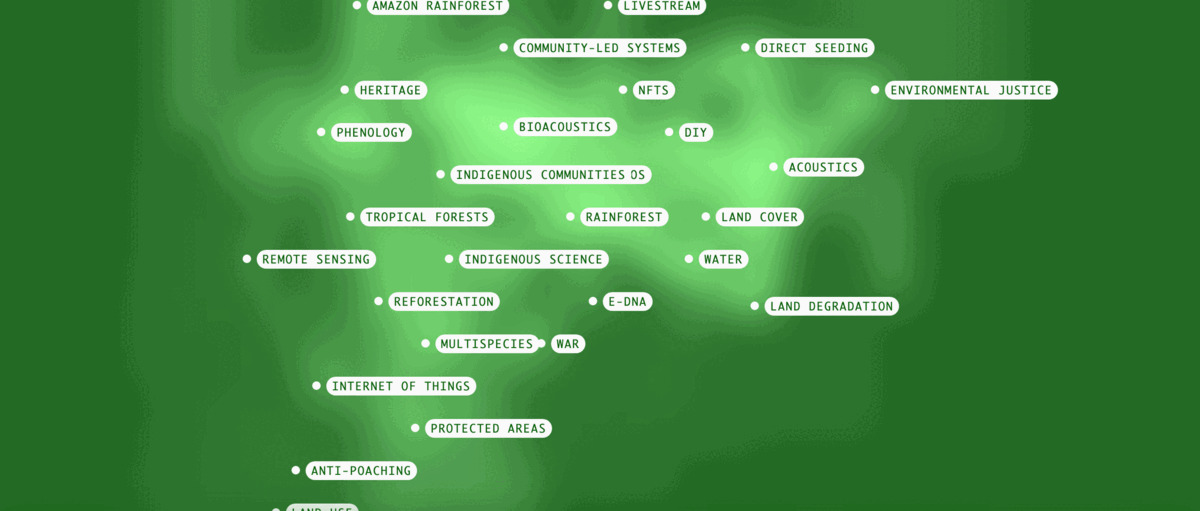 AMAZON RAINFOREST
LIVESTREAM
COMMUNITY-LED SYSTEMS
DIRECT SEEDING
HERITAGE
NFTS
ENVIRONMENTAL JUSTICE
PHENOLOGY
BIOACOUSTICS
DIY
INDIGENOUS COMMUNITIES
ACOUSTICS
TROPICAL FORESTS
RAINFOREST
LAND COVER
REMOTE SENSING
INDIGENOUS SCIENCE
WATER
REFORESTATION
E-DNA
LAND DEGRADATION
MULTISPECIES
WAR
INTERNET OF THINGS
PROTECTED AREAS
ANTI-POACHING
LAND USE